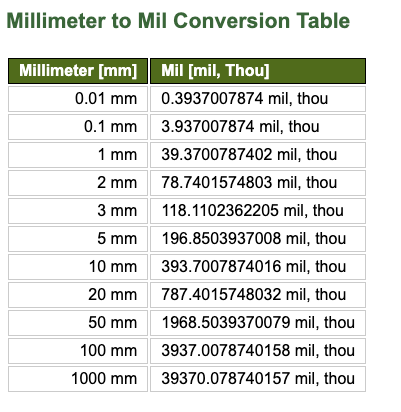 Millimeter to Mil Conversion Table
Millimeter [mm] Mil [mil, Thou]
0.01 mm 0.3937007874 mil, thou
0.1 mm 3.937007874 mil, thou
1 mm 39.3700787402 mil, thou
2 mm 78.7401574803 mil, thou
3 mm 118.1102362205 mil, thou
5 mm 196.8503937008 mil, thou
10 mm 393.7007874016 mil, thou
20 mm 787.4015748032 mil, thou
50 mm 1968.5039370079 mil, thou
100 mm 3937.0078740158 mil, thou
1000 mm 39370.078740157 mil, thou